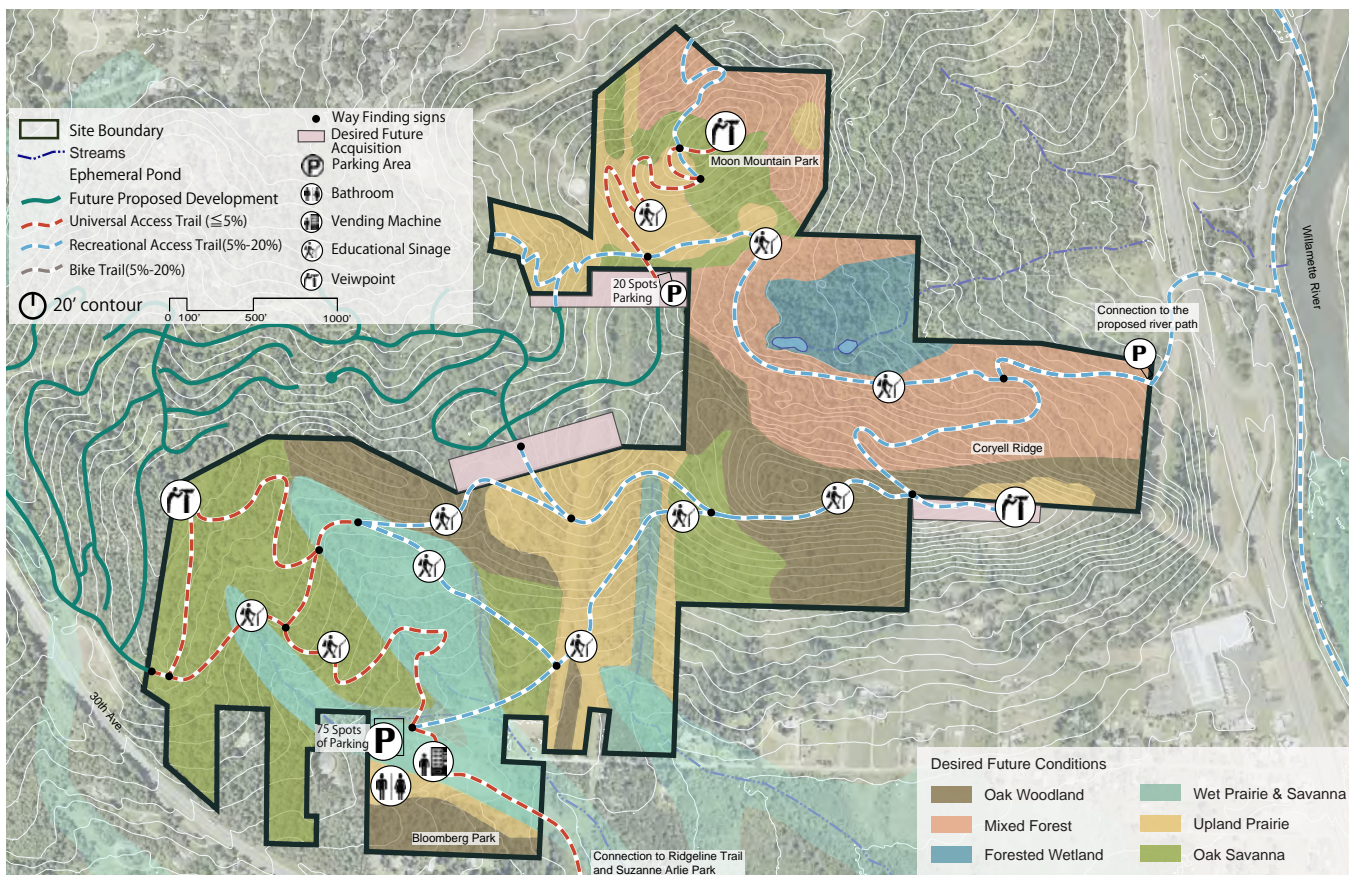 Site Boundary
Streams
Ephemeral Pond
Future Proposed Development
Universal Access Trail (≦5%)
Recreational Access Trail(5%-20%)
Bike Trail(5%-20%)
20' contour
0 100' 500' 1000'
Way Finding signs
Desired Future
Acquisition
P
Parking Area
Bathroom
Vending Machine
Educational Sinage
Veiwpoint
Moon Mountain Park
20 Spots
Parking
P
Willamette River
Connection to the
proposed river path
P
Coryell Ridge
30th Ave.
75 Spots
of Parking
P
Bloomberg Park
Connection to Ridgeline Trail
and Suzanne Arlie Park
Desired Future Conditions
Oak Woodland
Mixed Forest
Forested Wetland
Wet Prairie & Savanna
Upland Prairie
Oak Savanna